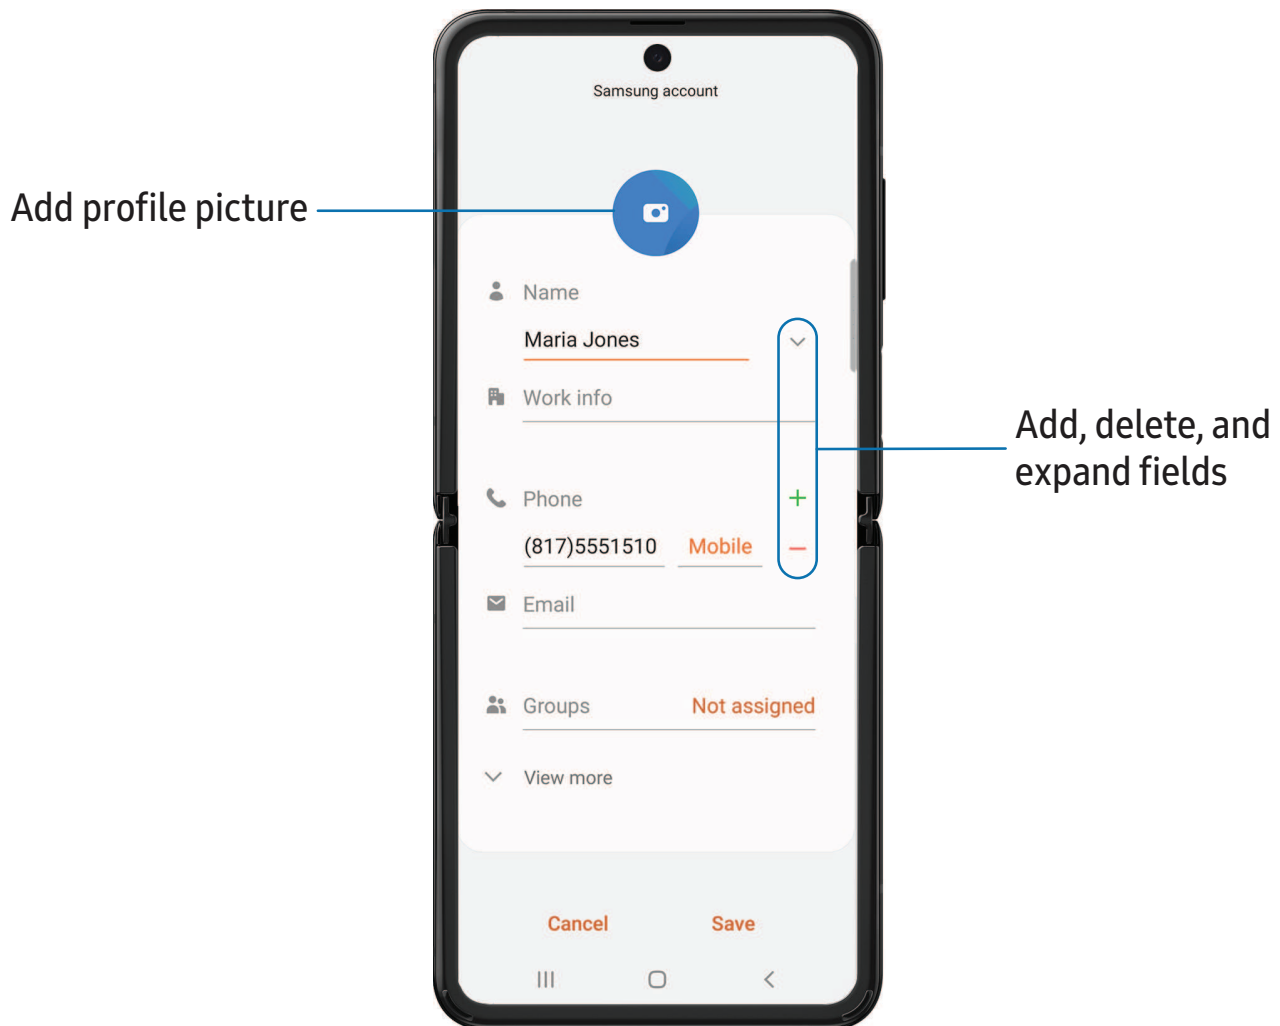 Samsung account
Add profile picture
Name
Maria Jones
Work info
Add, delete, and
expand fields
Phone
(817)5551510 Mobile
Email
Groups Not assigned
View more
Cancel Save